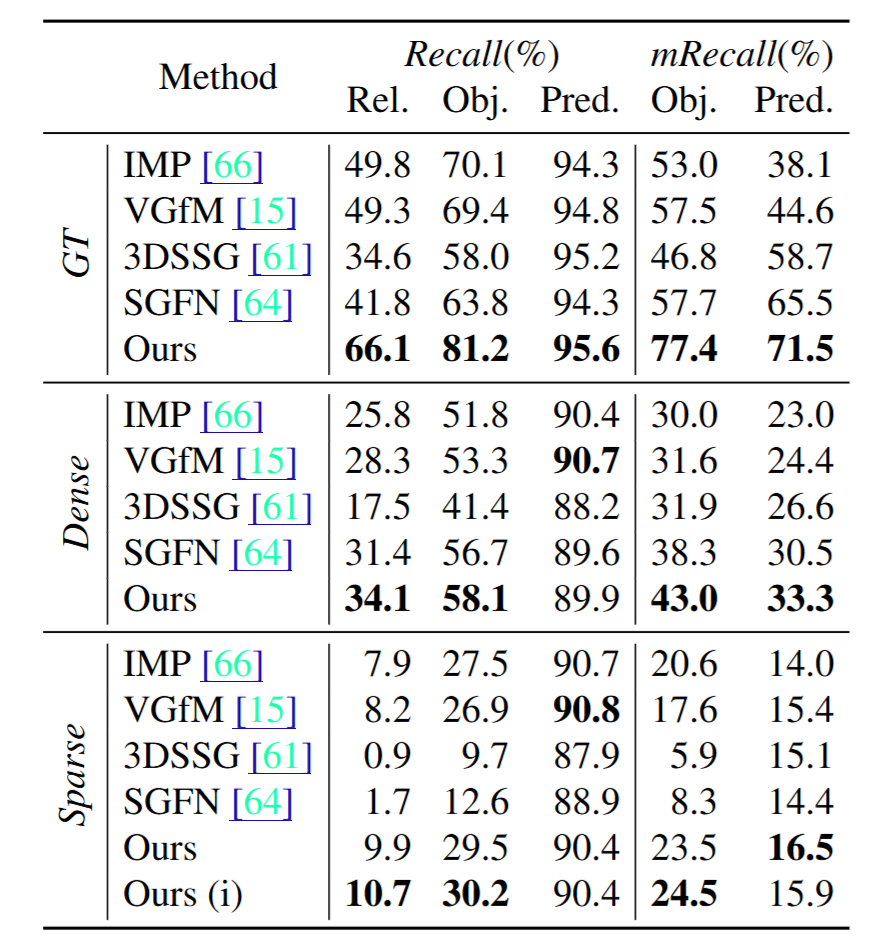 Method Recall(%) mRecall(%)
Rel. Obj. Pred. Obj. Pred.
GT
IMP [66] 49.8 70.1 94.3 53.0 38.1
VGfM [15] 49.3 69.4 94.8 57.5 44.6
3DSSG [61] 34.6 58.0 95.2 46.8 58.7
SGFN [64] 41.8 63.8 94.3 57.7 65.5
Ours 66.1 81.2 95.6 77.4 71.5
Dense
IMP [66] 25.8 51.8 90.4 30.0 23.0
VGfM [15] 28.3 53.3 90.7 31.6 24.4
3DSSG [61] 17.5 41.4 88.2 31.9 26.6
SGFN [64] 31.4 56.7 89.6 38.3 30.5
Ours 34.1 58.1 89.9 43.0 33.3
Sparse
IMP [66] 7.9 27.5 90.7 20.6 14.0
VGfM [15] 8.2 26.9 90.8 17.6 15.4
3DSSG [61] 0.9 9.7 87.9 5.9 15.1
SGFN [64] 1.7 12.6 88.9 8.3 14.4
Ours 9.9 29.5 90.4 23.5 16.5
Ours (i) 10.7 30.2 90.4 24.5 15.9